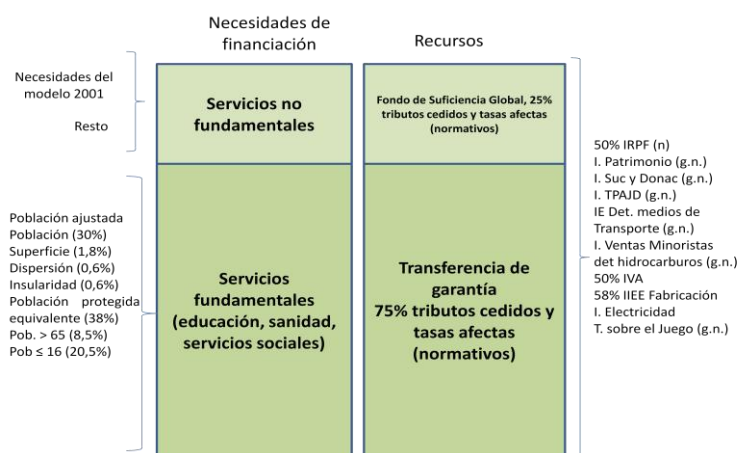 Necesidades de
financiación
Recursos
Necesidades del
modelo 2001
Resto
Servicios no
fundamentales
Fondo de Suficiencia Global, 25%
tributos cedidos y tasas afectas
(normativos)
Población ajustada
Población (30%)
Superficie (1,8%)
Dispersión (0,6%)
Insularidad (0,6%)
Población protegida
equivalente (38%)
Pob. > 65 (8,5%)
Pob ≤ 16 (20,5%)
Servicios
fundamentales
(educación, sanidad,
servicios sociales)
Transferencia de
garantía
75% tributos cedidos y
tasas afectas
(normativos)
50% IRPF (n)
I. Patrimonio (g.n.)
I. Suc y Donac (g.n.)
I. TPAJD (g.n.)
IE Det. medios de
Transporte (g.n.)
I. Ventas Minoristas
det hidrocarburos (g.n.)
50% IVA
58% IIEE Fabricación
I. Electricidad
T. sobre el Juego (g.n.)